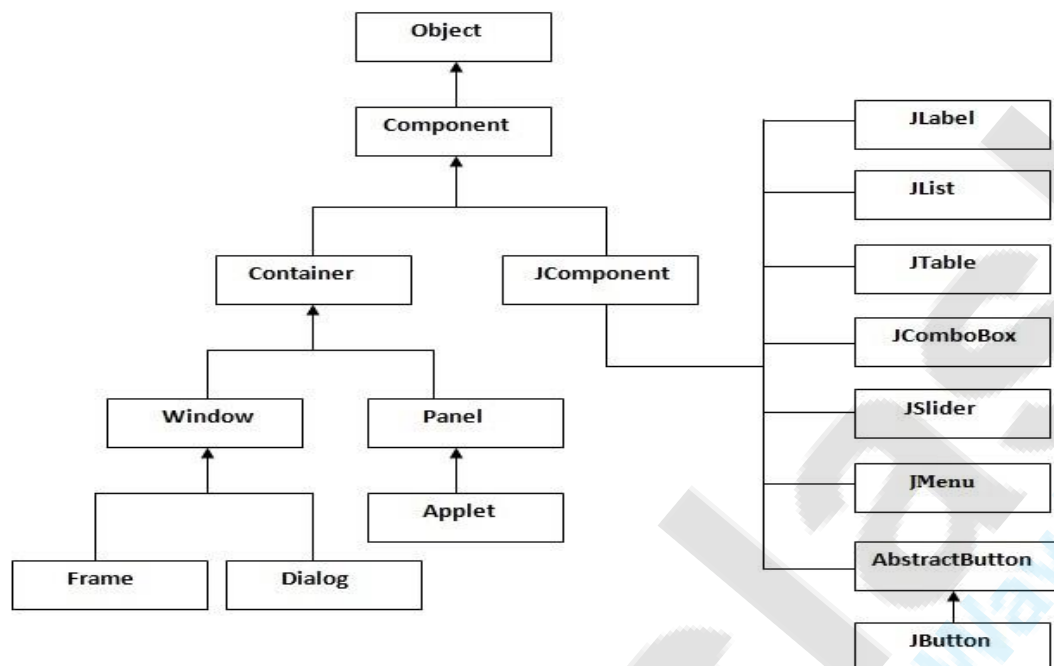 Object
Component
JLabel
JList
Container
JComponent
JTable
JComboBox
Window
Panel
JSlider
JMenu
Applet
Frame
Dialog
AbstractButton
JButton